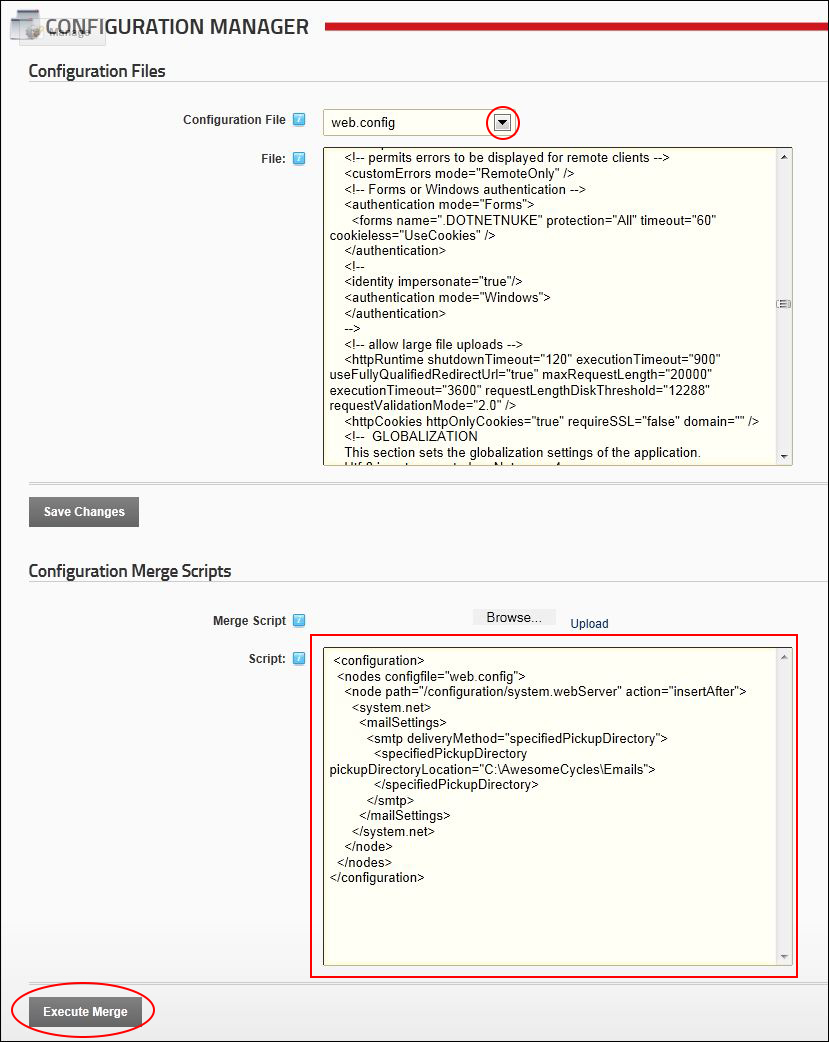 CONFIGURATION MANAGER
Manage
Configuration Files
Configuration File
web.config
File:
<!-- permits errors to be displayed for remote clients -->
<customErrors mode="RemoteOnly" />
<!-- Forms or Windows authentication -->
<authentication mode="Forms">
<forms name=".DOTNETNUKE" protection="All" timeout="60"
cookieless="UseCookies" />
</authentication>
<!--
<identity impersonate="true"/>
<authentication mode="Windows">
</authentication>
-->
<!-- allow large file uploads -->
<httpRuntime shutdownTimeout="120" executionTimeout="900"
useFullyQualifiedRedirectUrl="true" maxRequestLength="20000"
executionTimeout="3600" requestLengthDiskThreshold="12288"
requestValidationMode="2.0" />
<httpCookies httpOnlyCookies="true" requireSSL="false" domain="" />
<!-- GLOBALIZATION
This section sets the globalization settings of the application.
Save Changes
Configuration Merge Scripts
Merge Script
Browse...
Upload
Script:
<configuration>
<nodes configfile="web.config">
<node path="/configuration/system.webServer" action="insertAfter">
<system.net>
<mailSettings>
<smtp deliveryMethod="specifiedPickupDirectory">
<specifiedPickupDirectory
pickupDirectoryLocation="C:\AwesomeCycles\Emails">
</specifiedPickupDirectory>
</smtp>
</mailSettings>
</system.net>
</node>
</nodes>
</configuration>
Execute Merge